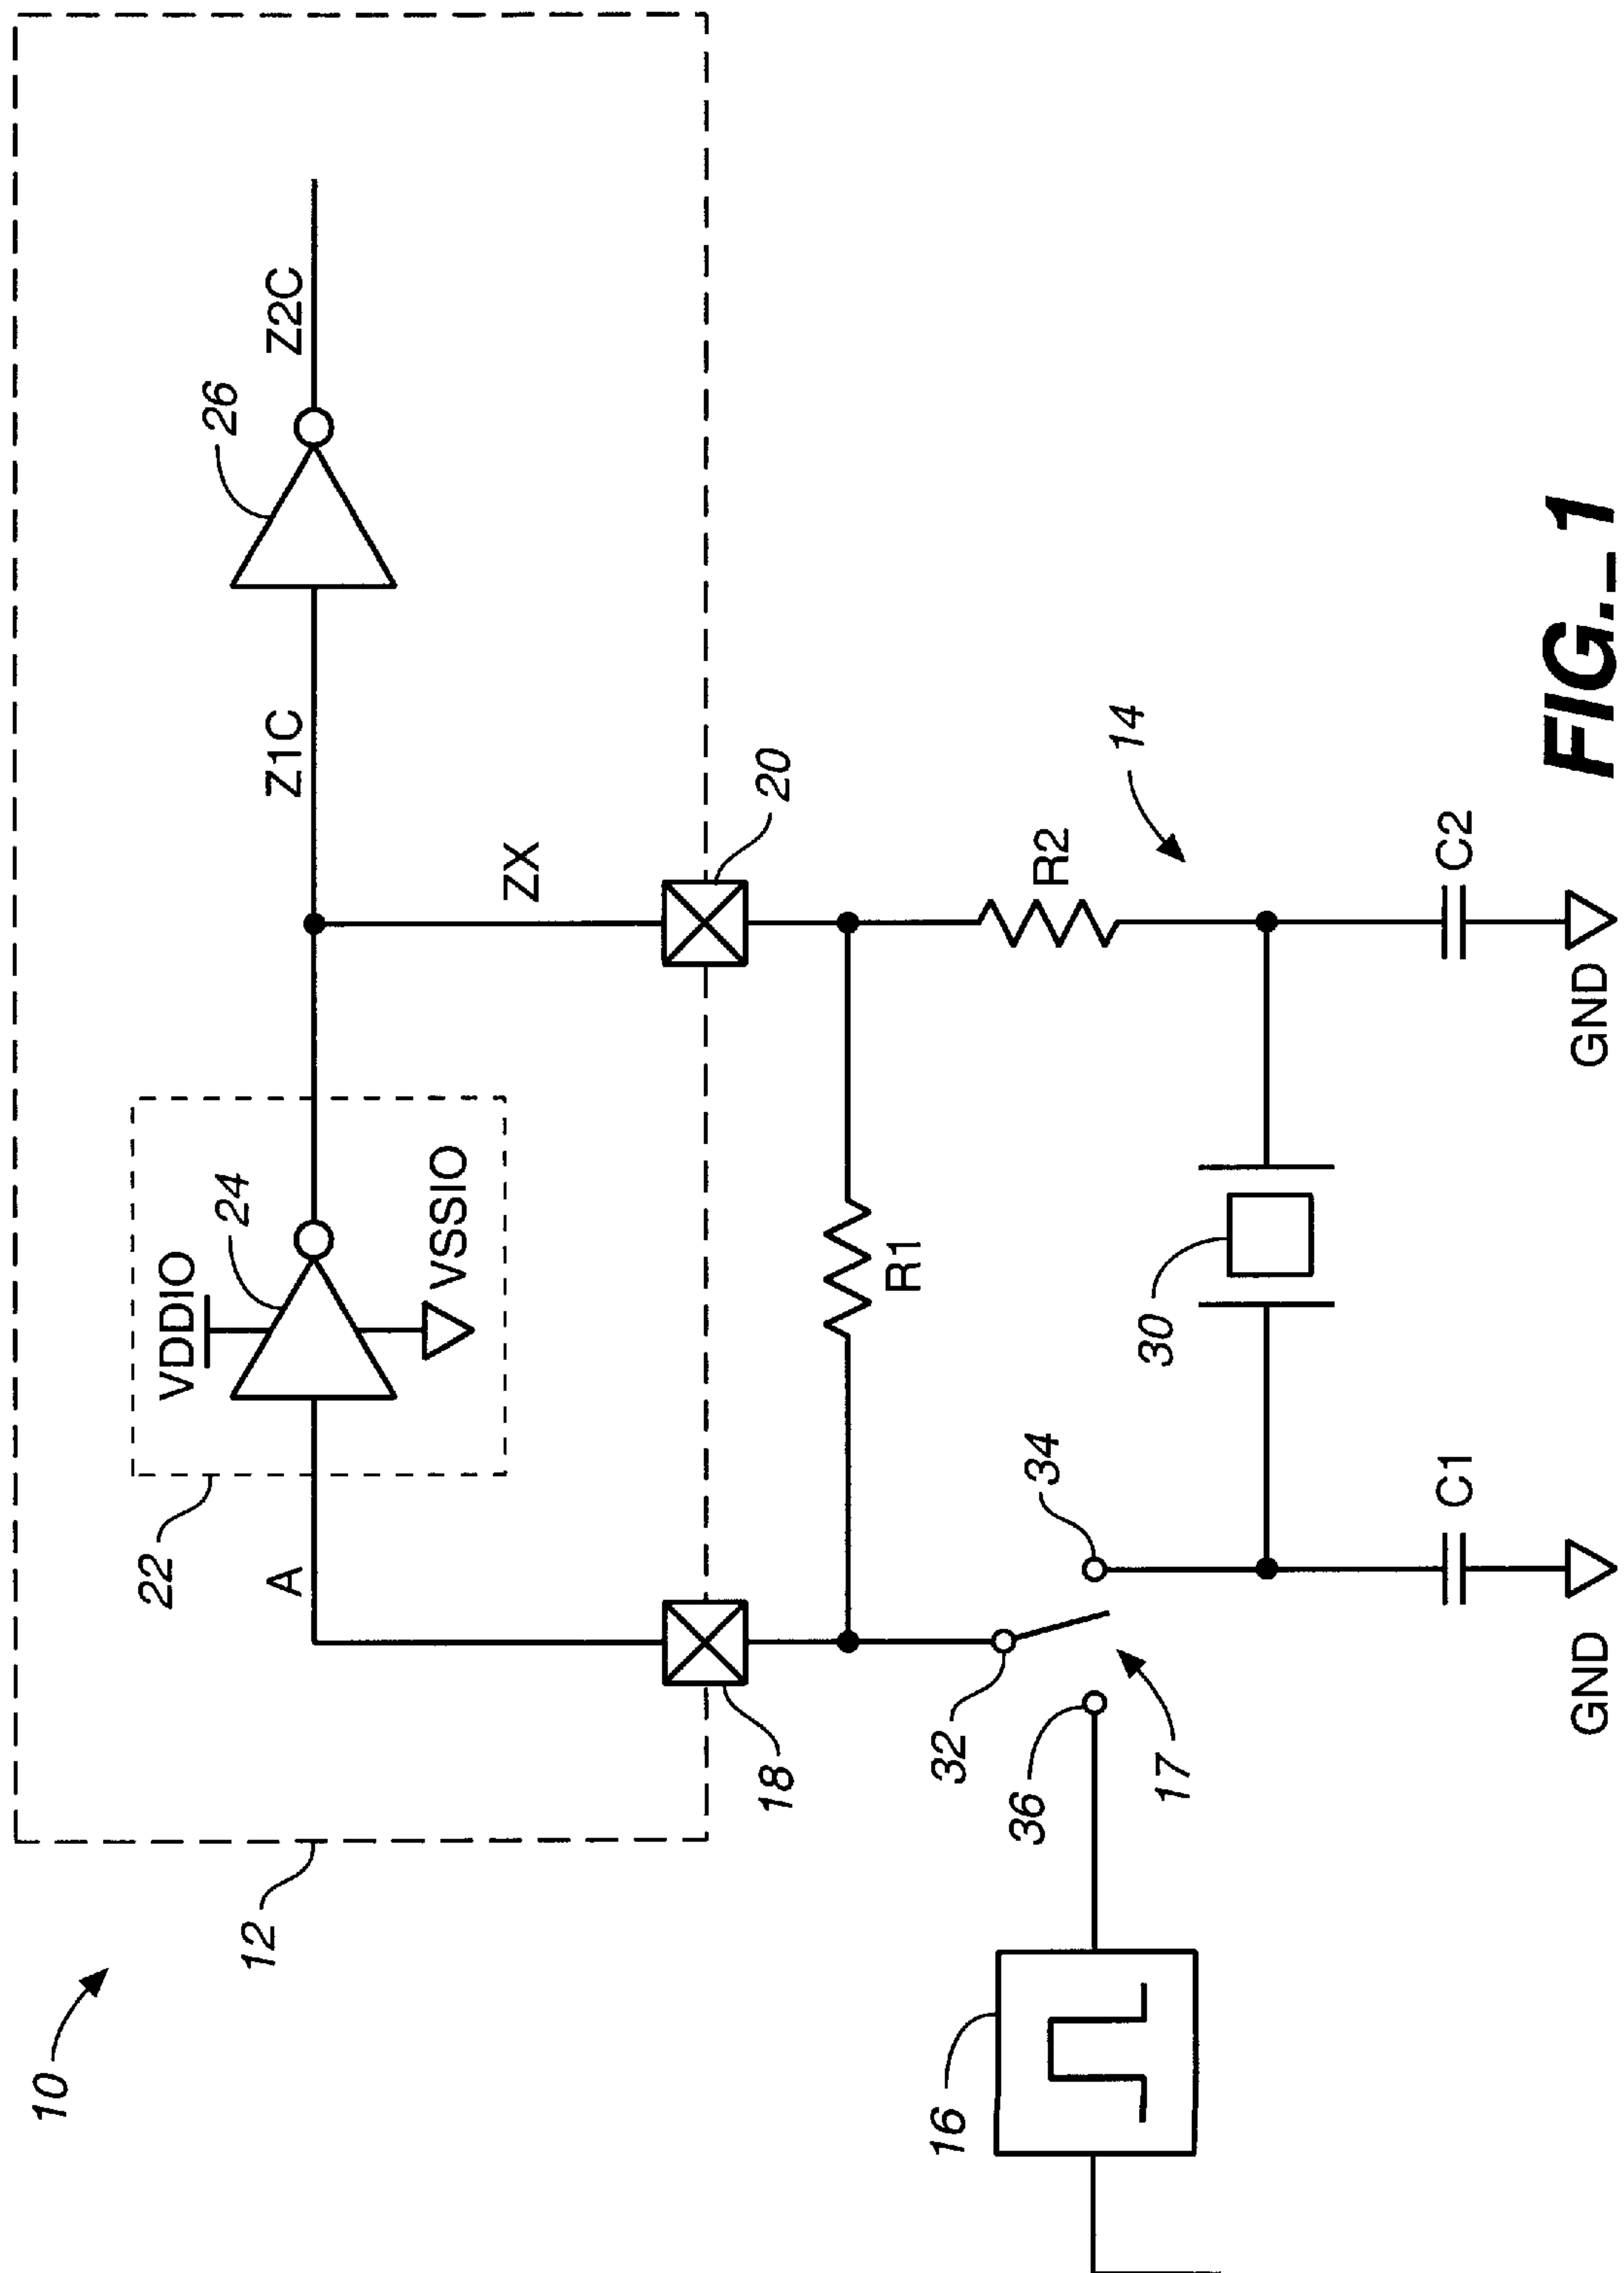 10
12
22
VDDIO
24
VSSIO
A
Z1C
26
Z2C
ZX
18
20
R1
32
34
36
17
16
R2
14
30
C1
C2
GND
GND
FIG._1